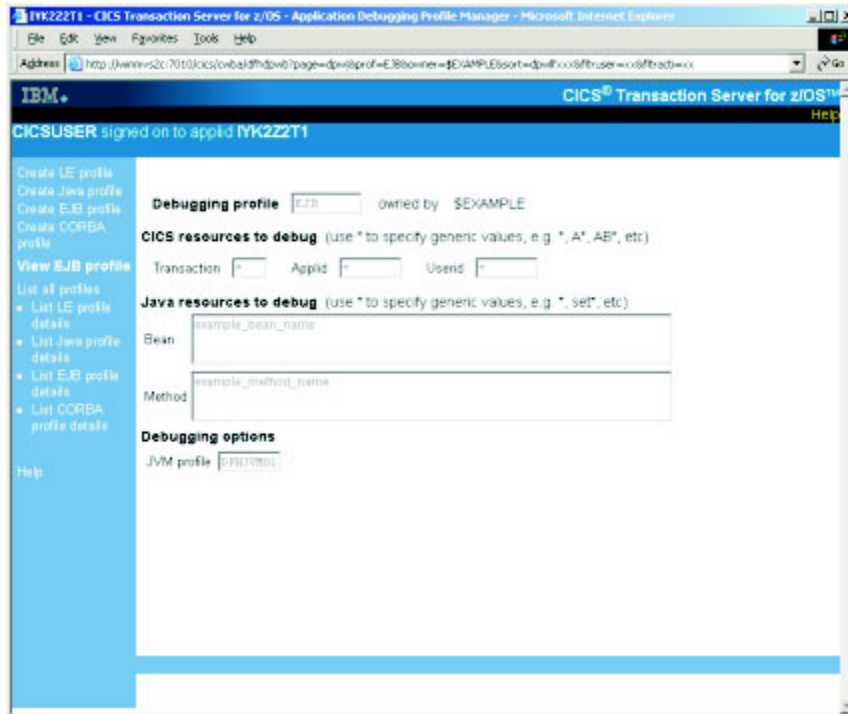 IYK2Z2T1 - CICS Transaction Server for z/OS - Application Debugging Profile Manager - Microsoft Internet Explorer
File Edit View Favorites Tools Help
Address Go
IBM.
CICS® Transaction Server for z/OS™
Help
CICSUSER signed on to applid IYK2Z2T1
Create LE profile
Create Java profile
Create EJB profile
Create CORBA
profile
View EJB profile
List all profiles
• List LE profile
details
• List Java profile
details
• List EJB profile
details
• List CORBA
profile details
Help
Debugging profile EJB owned by $EXAMPLE
CICS resources to debug (use * to specify generic values, e.g. *, A*, AB*, etc)
Transaction * Applid * Userid *
Java resources to debug (use * to specify generic values, e.g. *, set*, etc)
Bean example_bean_name
Method example_method_name
Debugging options
JVM profile